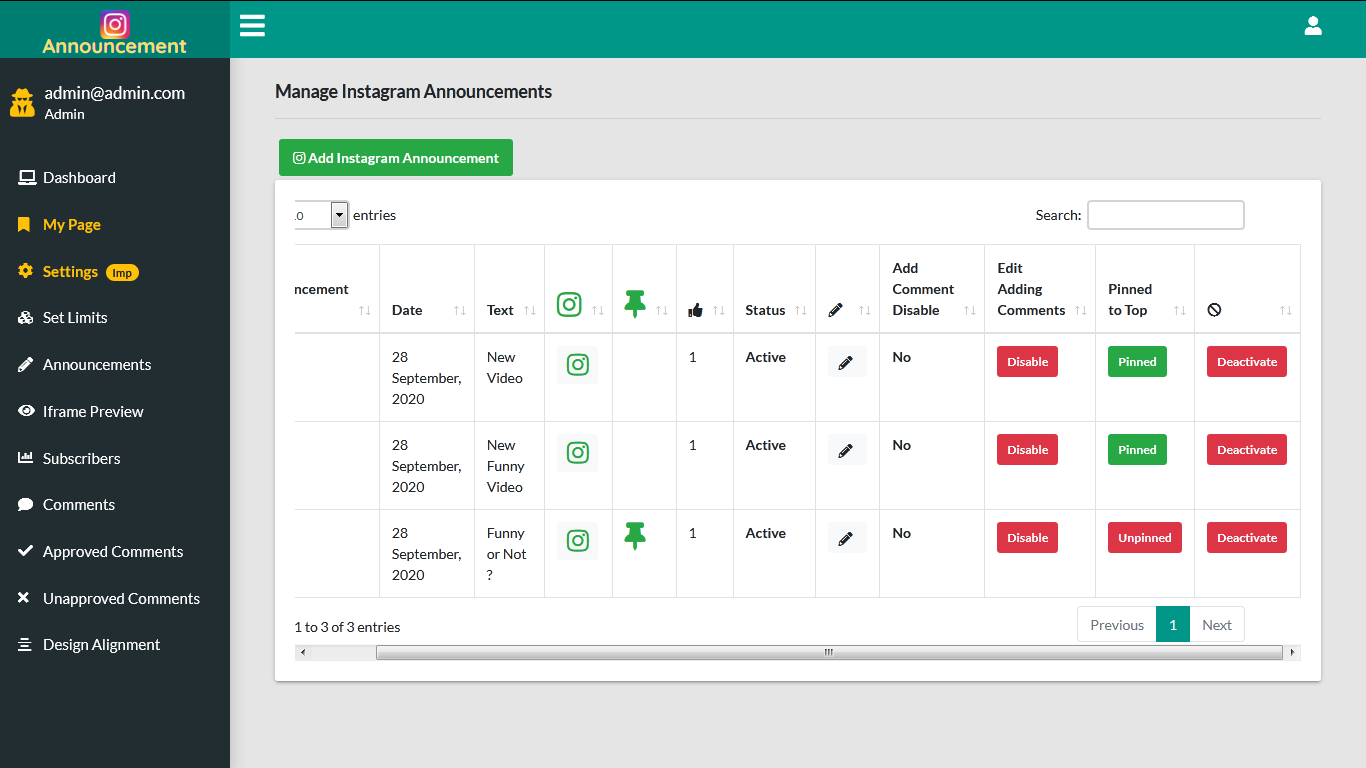 Announcement
admin@admin.com
Admin
Dashboard
My Page
Settings Imp
Set Limits
Announcements
Iframe Preview
Subscribers
Comments
Approved Comments
Unapproved Comments
Design Alignment
Manage Instagram Announcements
Add Instagram Announcement
entries
Search:
Date
Text
Status
Add
Comment
Disable
Edit
Adding
Comments
Pinned
to Top
28
September,
2020
New
Video
1
Active
No
Disable
Pinned
Deactivate
28
September,
2020
New
Funny
Video
1
Active
No
Disable
Pinned
Deactivate
28
September,
2020
Funny
or Not
?
1
Active
No
Disable
Unpinned
Deactivate
1 to 3 of 3 entries
Previous 1 Next